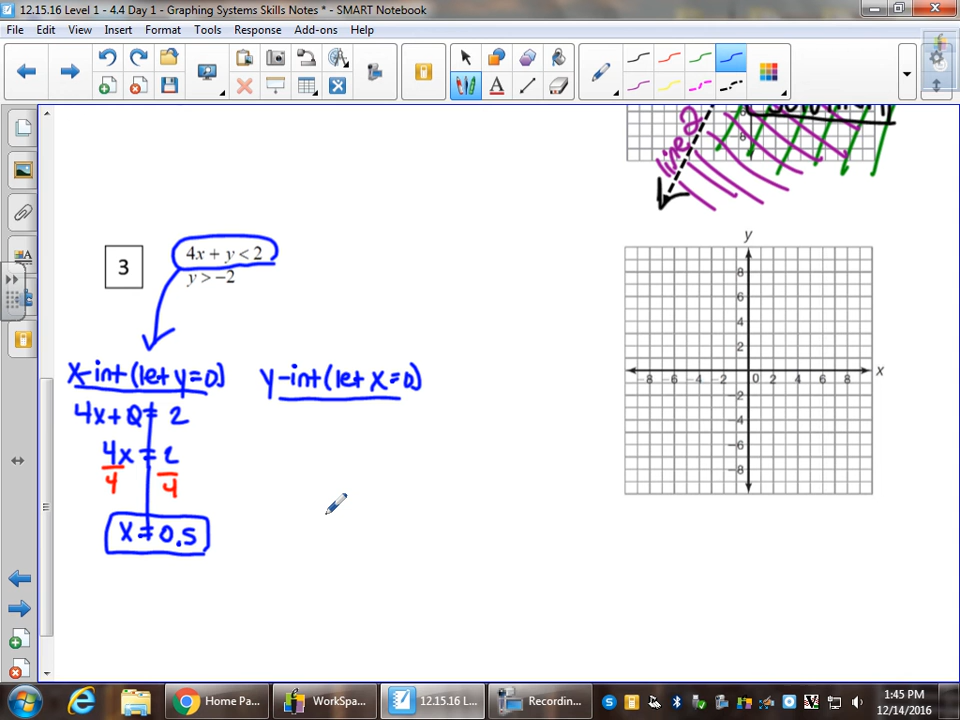 12.15.16 Level 1 - 4.4 Day 1 - Graphing Systems Skills Notes * - SMART Notebook
File Edit View Insert Format Tools Response Add-ons Help
line 2
3
4x + y < 2
y > −2
x-int (let y=0)
4x+0=2
4x=2
4 4
x=0.5
y-int (let x=0)
y
8
6
4
2
-8 -6 -4 -2 0 2 4 6 8 x
-2
-4
-6
-8
Home Pa...
WorkSpa...
12.15.16 L...
Recordin...
1:45 PM
12/14/2016